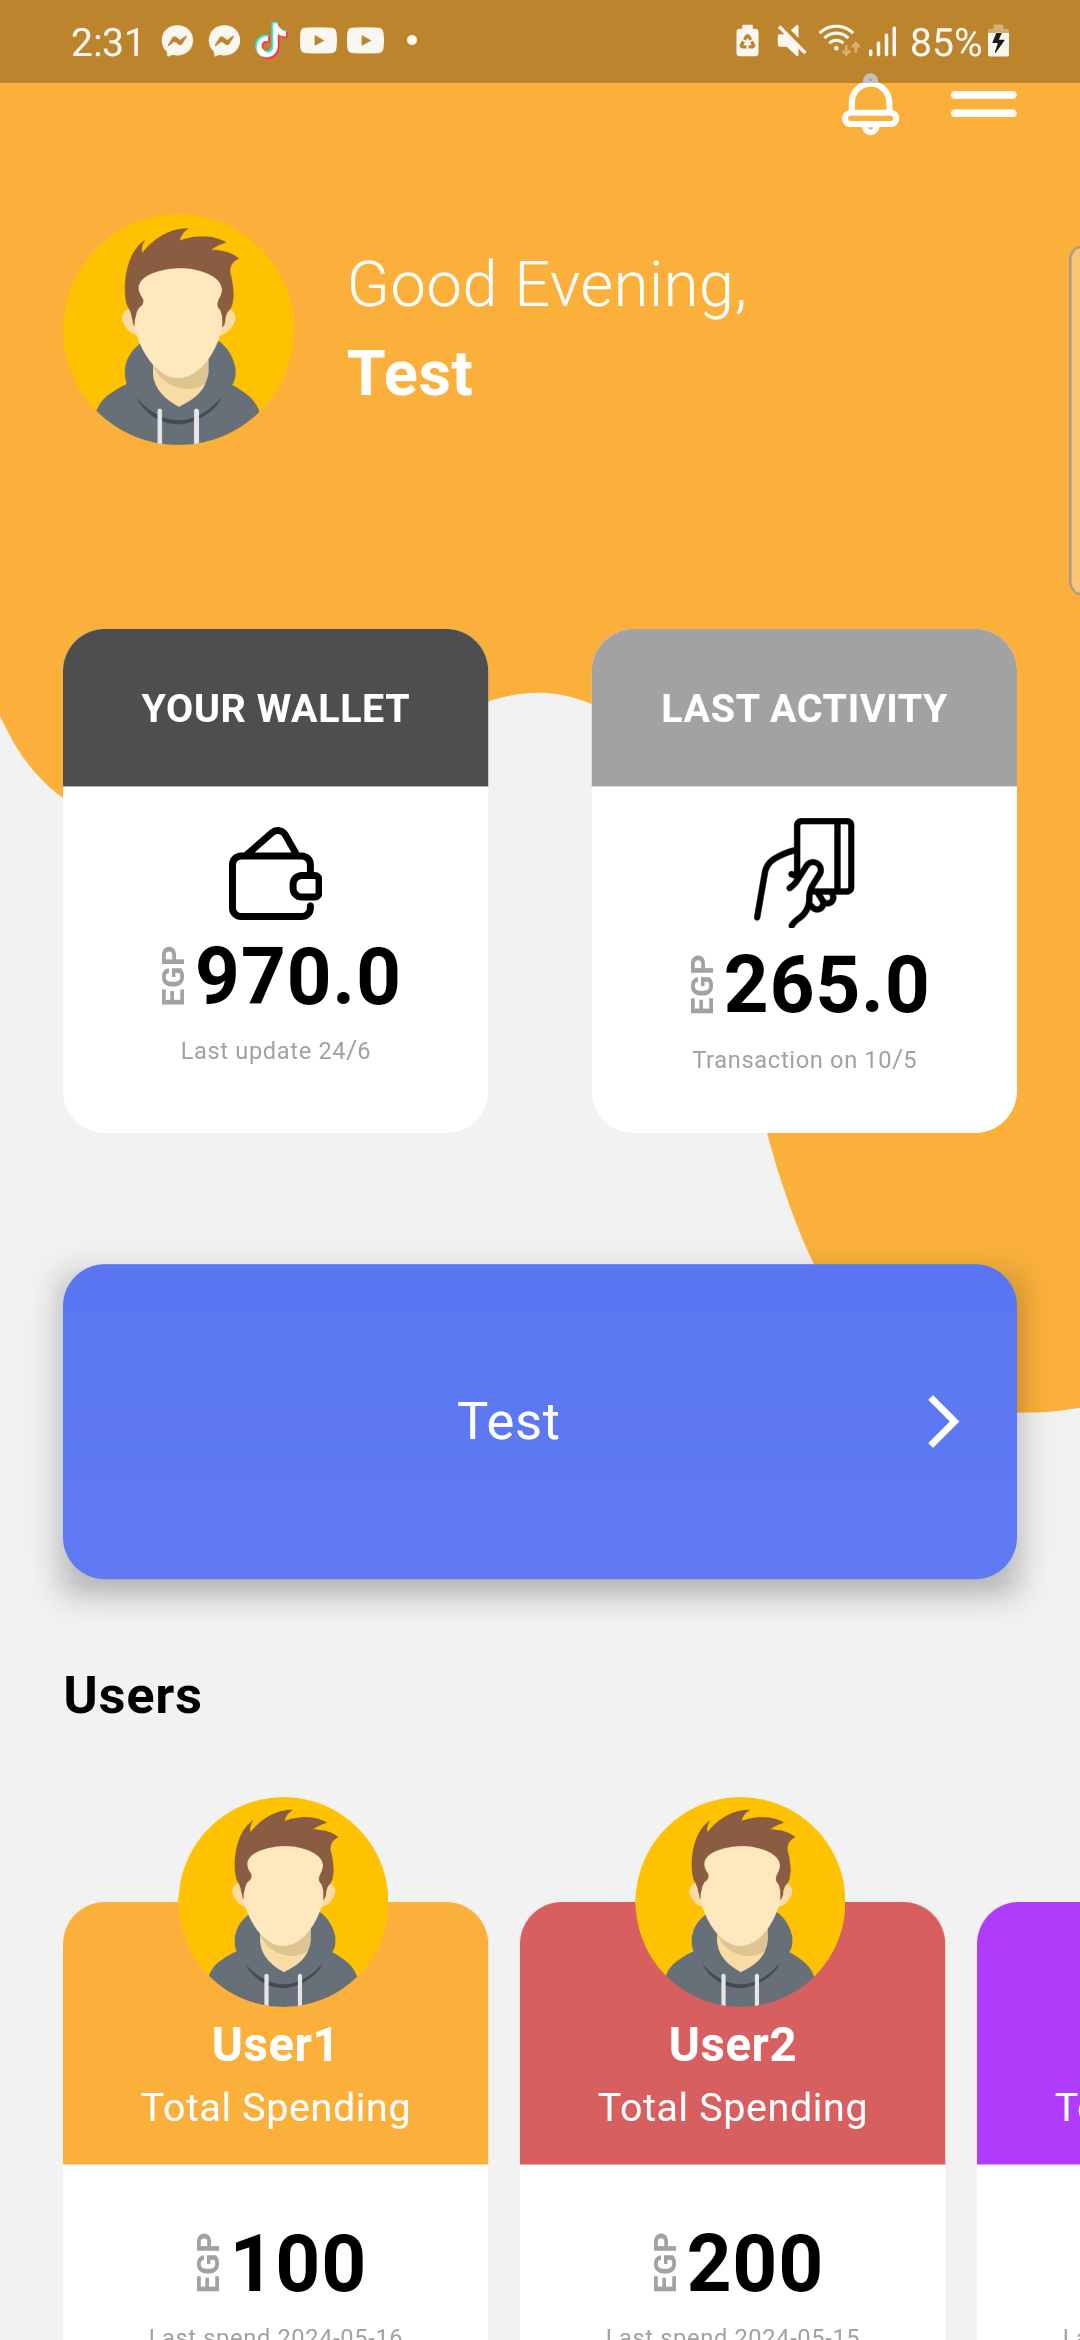 2:31
85%
Good Evening,
Test
YOUR WALLET
LAST ACTIVITY
EGP 970.0
EGP 265.0
Last update 24/6
Transaction on 10/5
Test
Users
User1
User2
Total Spending
Total Spending
EGP 100
EGP 200
Last spend 2024-05-16
Last spend 2024-05-15